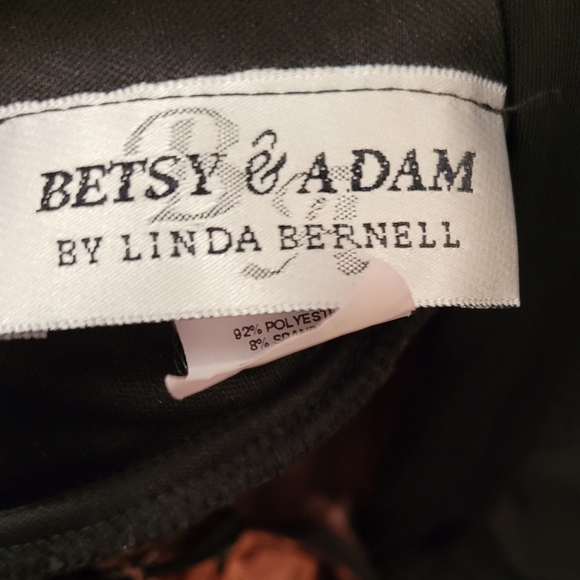 BETSY & ADAM
BY LINDA BERNELL
92% POLYEST
8% SPAN